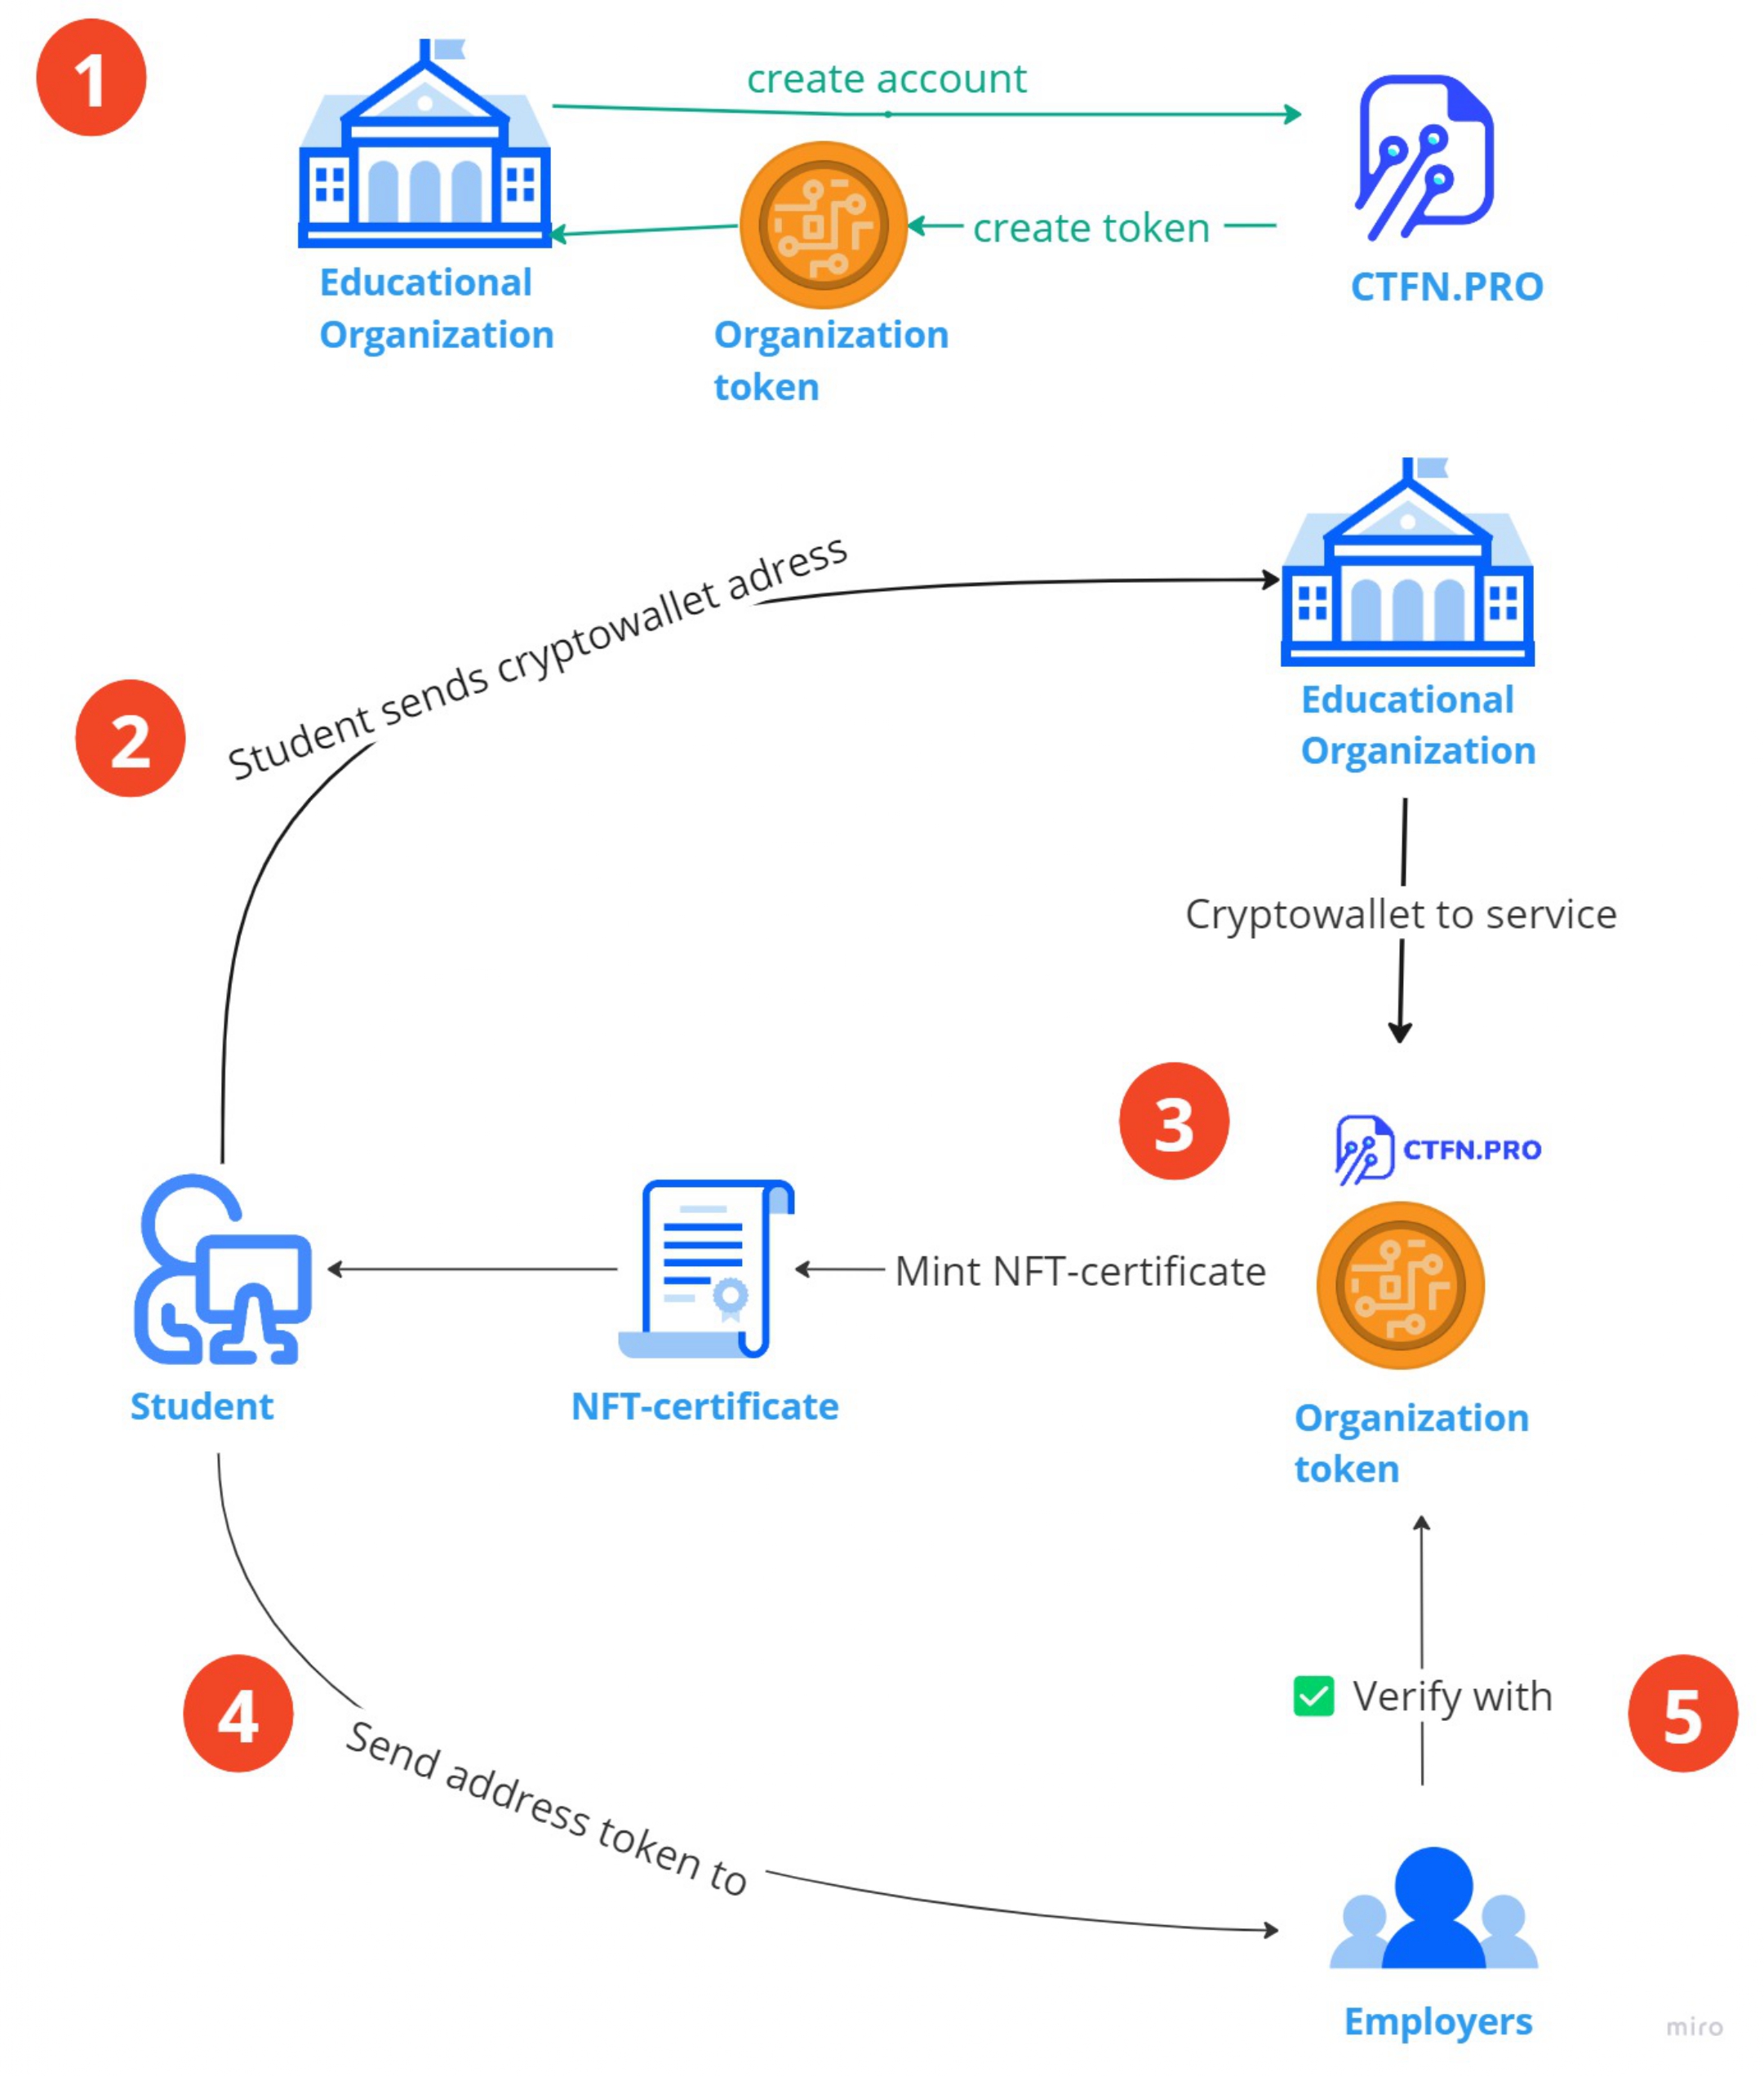 1
create account
create token
CTFN.PRO
Educational
Organization
Organization
token
Student sends cryptowallet adress
Educational
Organization
2
Cryptowallet to service
3
CTFN.PRO
Mint NFT-certificate
Student
NFT-certificate
Organization
token
4
Send address token to
Verify with
5
Employers
miro